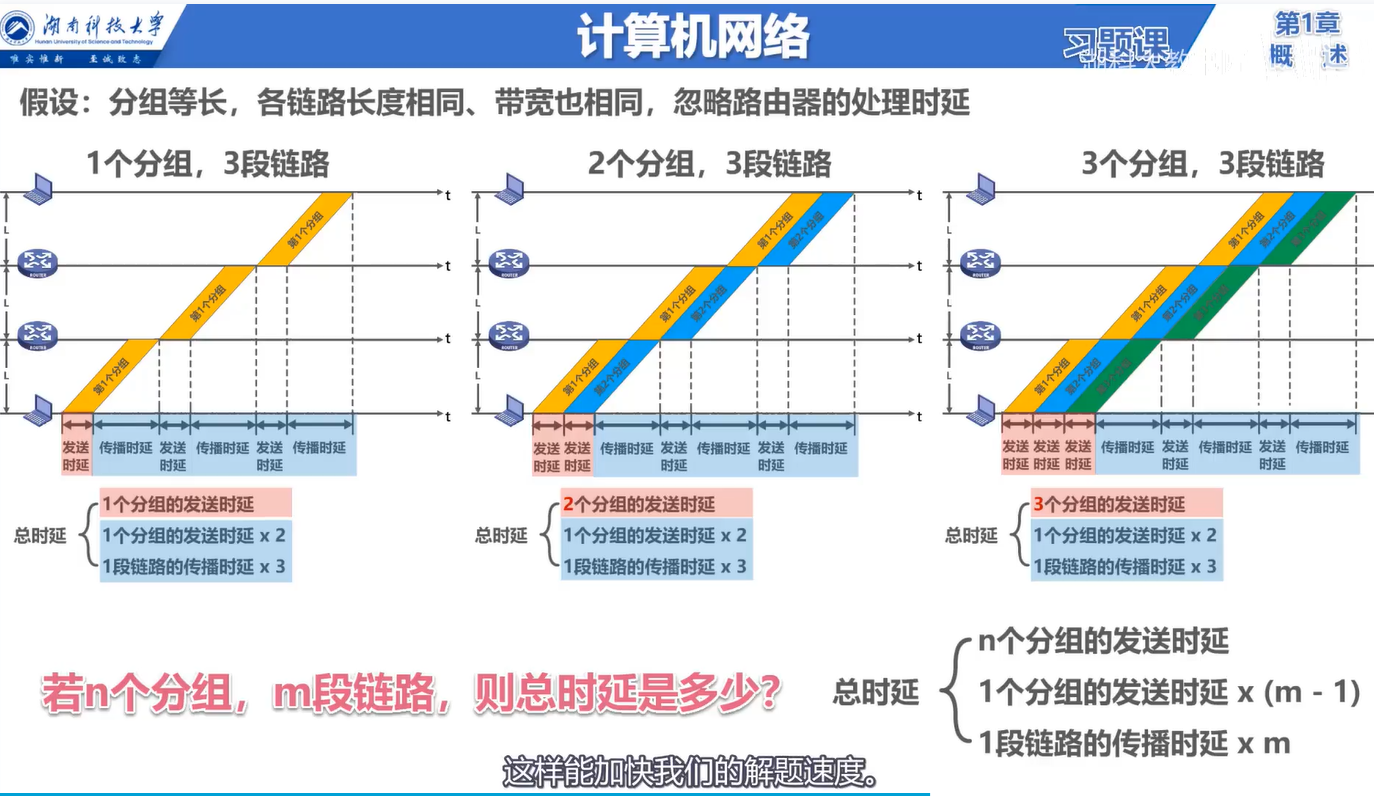 湖南科技大学
Hunan University of Science and Technology
唯实惟新 至诚致志
计算机网络
习题课
第1章
概 述
假设：分组等长，各链路长度相同、带宽也相同，忽略路由器的处理时延
1个分组，3段链路
t
L
第1个分组
ROUTER
t
L
第1个分组
ROUTER
t
L
第1个分组
t
发送时延
传播时延
发送时延
传播时延
发送时延
传播时延
总时延
1个分组的发送时延
1个分组的发送时延 x 2
1段链路的传播时延 x 3
2个分组，3段链路
t
L
第1个分组
第2个分组
ROUTER
t
L
第1个分组
第2个分组
ROUTER
t
L
第1个分组
第2个分组
t
发送时延
发送时延
传播时延
发送时延
传播时延
发送时延
传播时延
总时延
2个分组的发送时延
1个分组的发送时延 x 2
1段链路的传播时延 x 3
3个分组，3段链路
L
第1个分组
第2个分组
ROUTER
L
第1个分组
第2个分组
ROUTER
L
第1个分组
第2个分组
发送时延
发送时延
发送时延
传播时延
发送时延
传播时延
发送时延
传播时延
总时延
3个分组的发送时延
1个分组的发送时延 x 2
1段链路的传播时延 x 3
若n个分组，m段链路，则总时延是多少？
总时延
n个分组的发送时延
1个分组的发送时延 x (m - 1)
1段链路的传播时延 x m
这样能加快我们的解题速度。